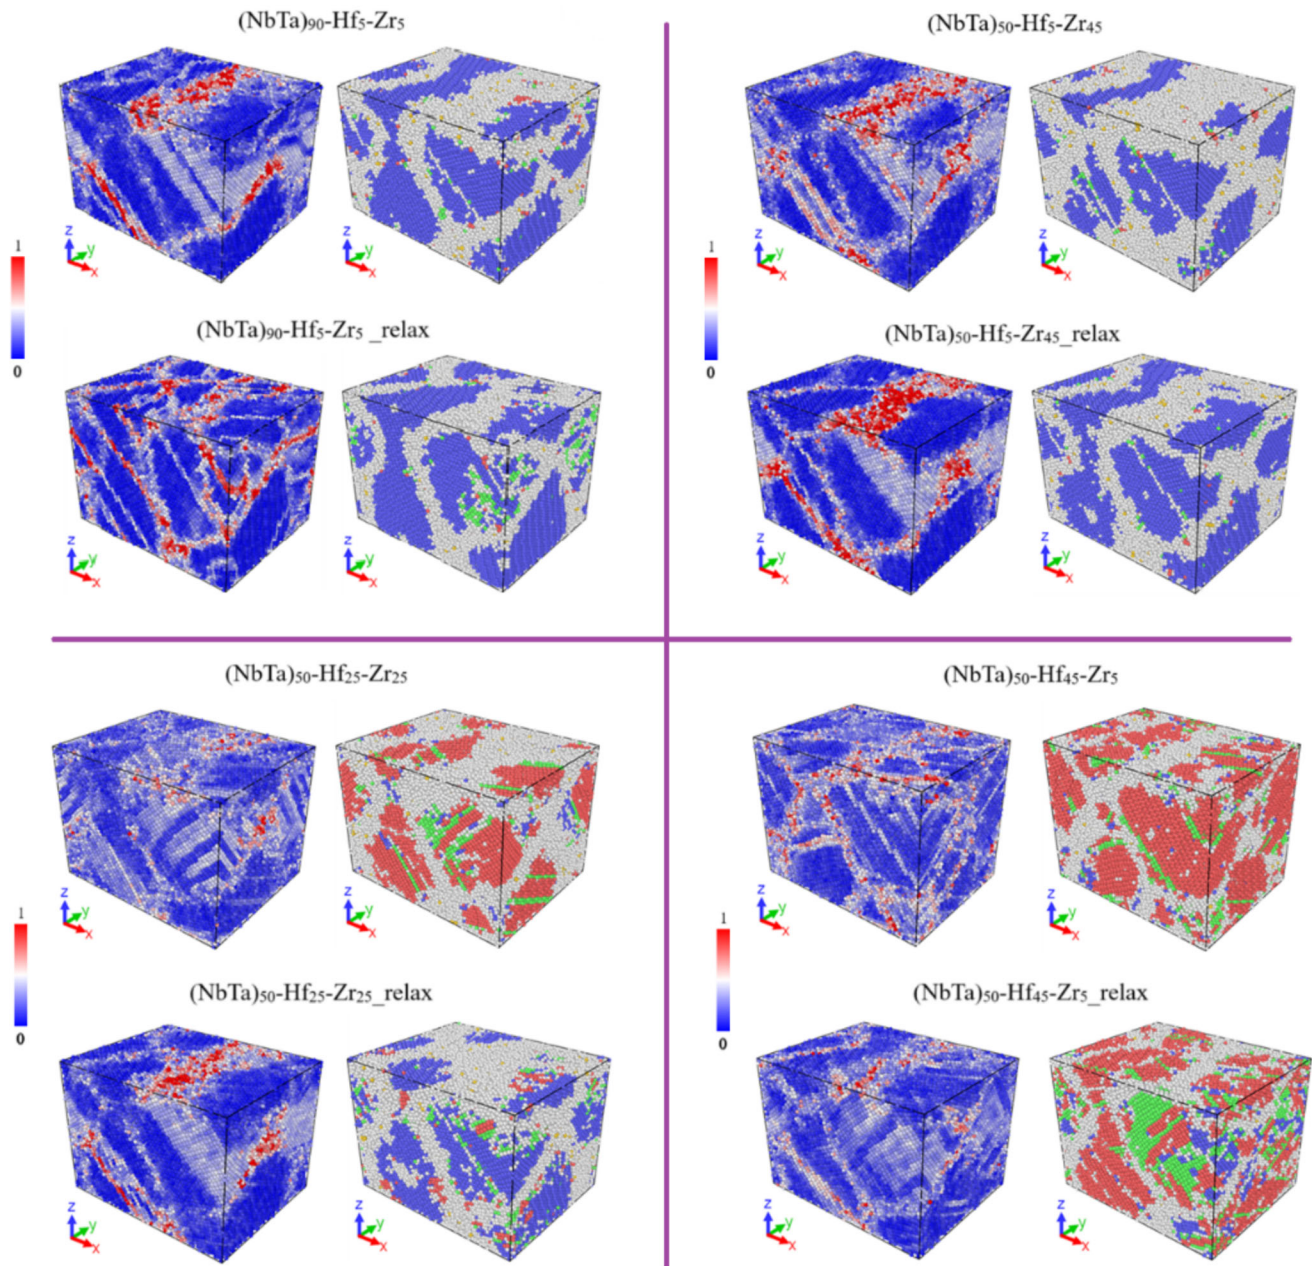 (NbTa)₉₀-Hf₅-Zr₅
z
y
x
z
y
x
1
0
(NbTa)₉₀-Hf₅-Zr₅ _relax
z
y
x
z
y
x
(NbTa)₅₀-Hf₅-Zr₄₅
z
y
x
z
y
x
1
0
(NbTa)₅₀-Hf₅-Zr₄₅_relax
z
y
x
z
y
x
(NbTa)₅₀-Hf₂₅-Zr₂₅
z
y
x
z
y
x
1
0
(NbTa)₅₀-Hf₂₅-Zr₂₅_relax
z
y
x
z
y
x
(NbTa)₅₀-Hf₄₅-Zr₅
z
y
x
z
y
x
1
0
(NbTa)₅₀-Hf₄₅-Zr₅_relax
z
y
x
z
y
x